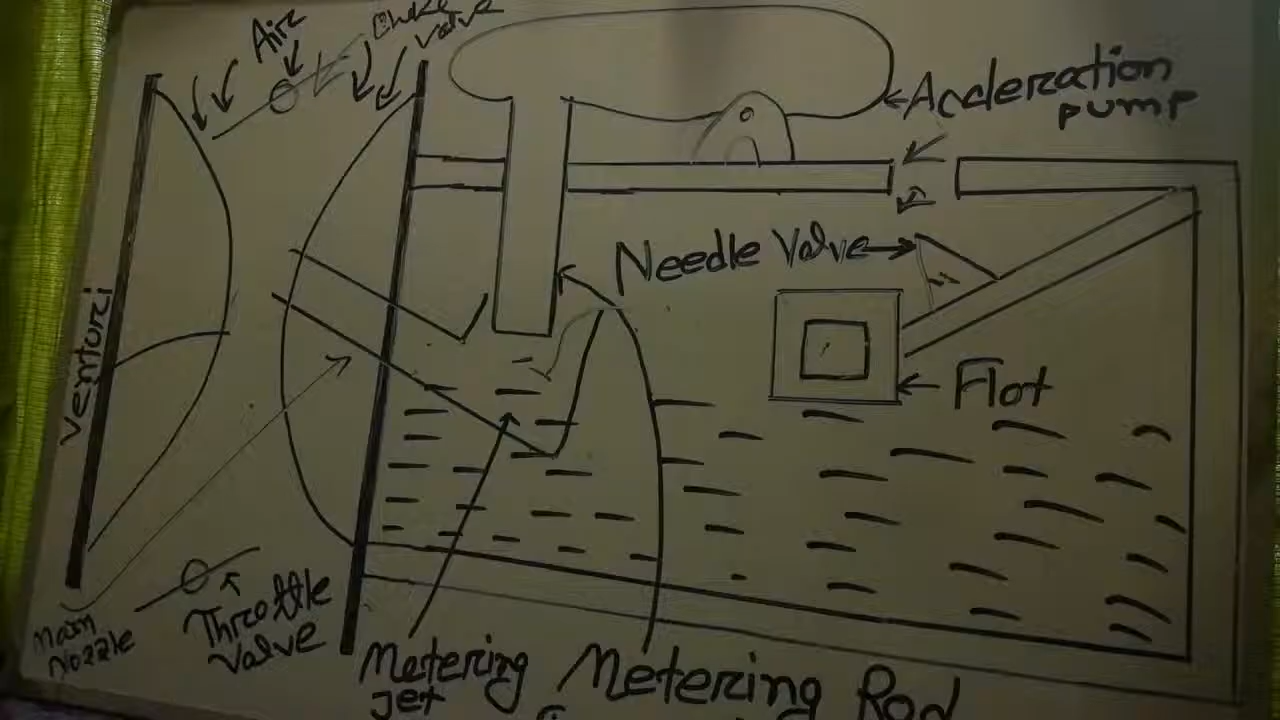 Air
Choke
valve
Accleration
pump
Needle Valve
Flot
venturi
Throttle
valve
Main
Nozzle
Metering
Jet
Metering Rod